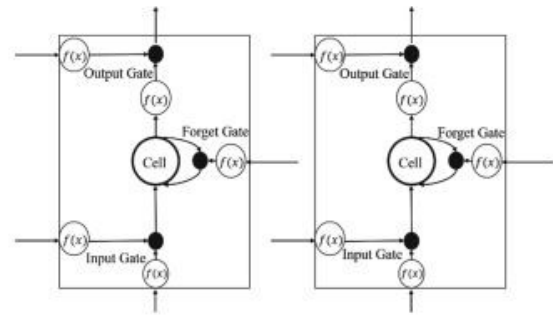 f(x) f(x)
Output Gate Output Gate
f(x) f(x)
Forget Gate Forget Gate
Cell f(x) Cell f(x)
f(x) f(x)
Input Gate Input Gate
f(x) f(x)